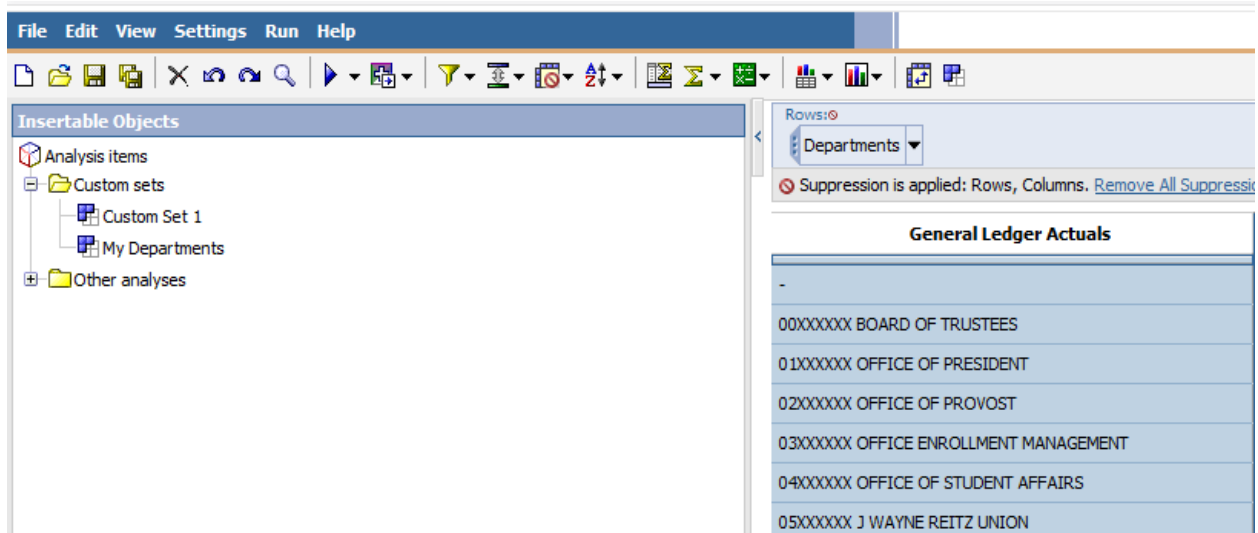 File Edit View Settings Run Help
Insertable Objects
Analysis items
Custom sets
Custom Set 1
My Departments
Other analyses
Rows:
Departments
Suppression is applied: Rows, Columns. Remove All Suppressio
General Ledger Actuals
-
00XXXXXX BOARD OF TRUSTEES
01XXXXXX OFFICE OF PRESIDENT
02XXXXXX OFFICE OF PROVOST
03XXXXXX OFFICE ENROLLMENT MANAGEMENT
04XXXXXX OFFICE OF STUDENT AFFAIRS
05XXXXXX J WAYNE REITZ UNION